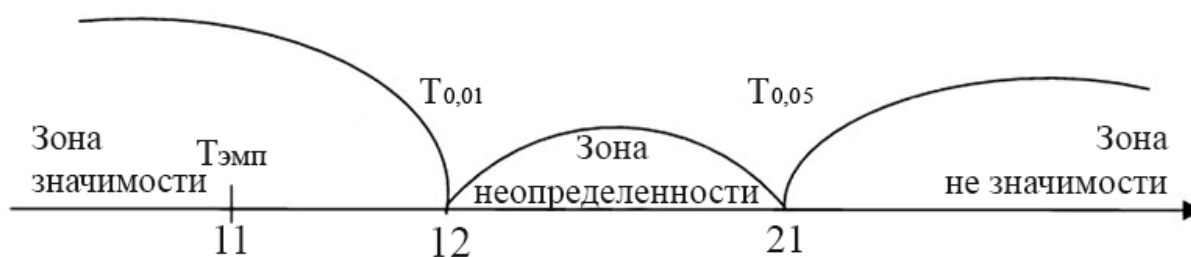 T0,01
T0,05
Зона значимости
Tэмп
Зона неопределенности
Зона не значимости
11
12
21